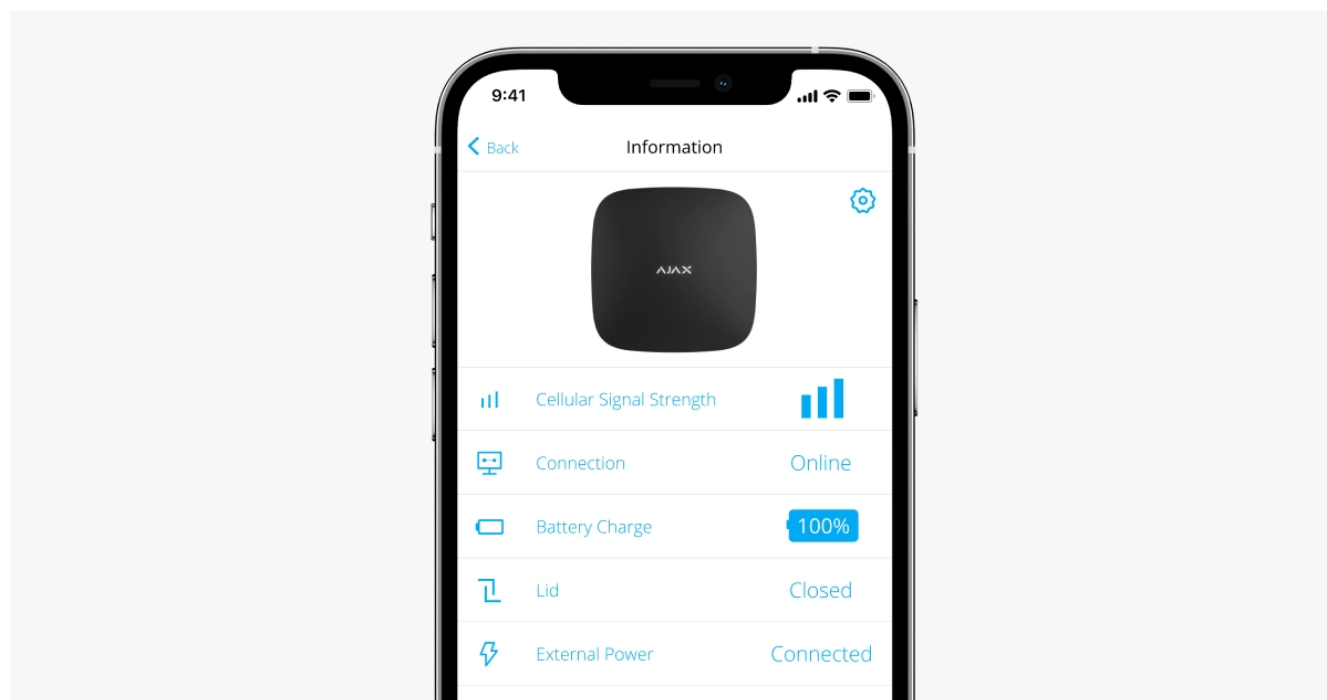 9:41
Back
Information
AJAX
Cellular Signal Strength
Connection Online
Battery Charge 100%
Lid Closed
External Power Connected